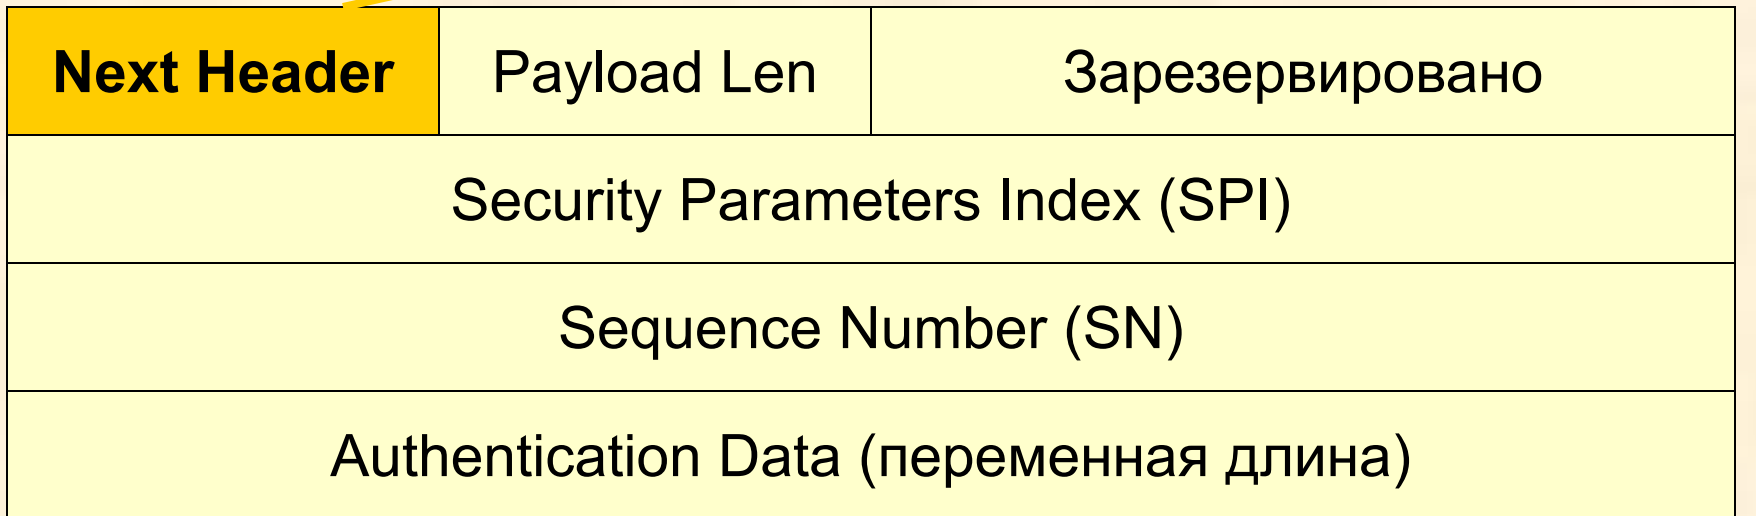 Next Header
Payload Len
Зарезервировано
Security Parameters Index (SPI)
Sequence Number (SN)
Authentication Data (переменная длина)